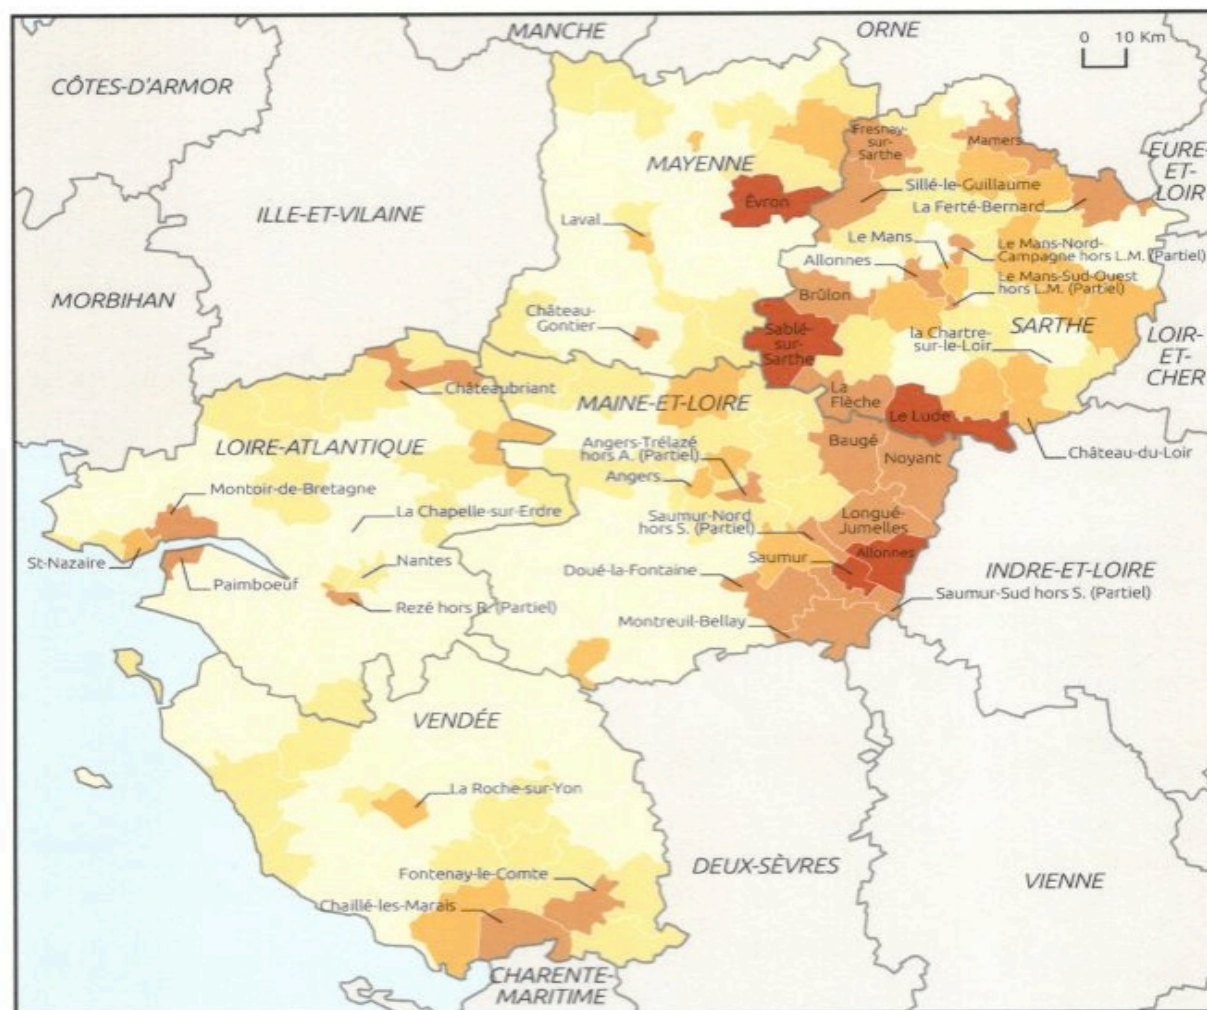 MANCHE
ORNE
0 10 Km
CÔTES-D'ARMOR
Fresnay-
sur-
Sarthe
Mamers
EURE-
ET-
LOIR
MAYENNE
ILLE-ET-VILAINE
Évron
Sillé-le-Guillaume
La Ferté-Bernard
Laval
Le Mans
Le Mans-Nord-
Campagne hors L.M. (Partiel)
Allonnes
Le Mans-Sud-Ouest
hors L.M. (Partiel)
MORBIHAN
Brûlon
Château-
Gontier
Sablé-
sur-
Sarthe
SARTHE
la Chartre-
sur-le-Loir
LOIR-
ET-
CHER
Châteaubriant
La
Flèche
MAINE-ET-LOIRE
Le Lude
LOIRE-ATLANTIQUE
Angers-Trélazé
hors A. (Partiel)
Baugé
Noyant
Château-du-Loir
Angers
Montoir-de-Bretagne
La Chapelle-sur-Erdre
Saumur-Nord
hors S. (Partiel)
Longué-
Jumelles
St-Nazaire
Nantes
Saumur
Allonnes
Paimboeuf
Doué-la-Fontaine
INDRE-ET-LOIRE
Saumur-Sud hors S. (Partiel)
Rezé hors R. (Partiel)
Montreuil-Bellay
VENDÉE
La Roche-sur-Yon
DEUX-SÈVRES
VIENNE
Fontenay-le-Comte
Chaillé-les-Marais
CHARENTE-
MARITIME